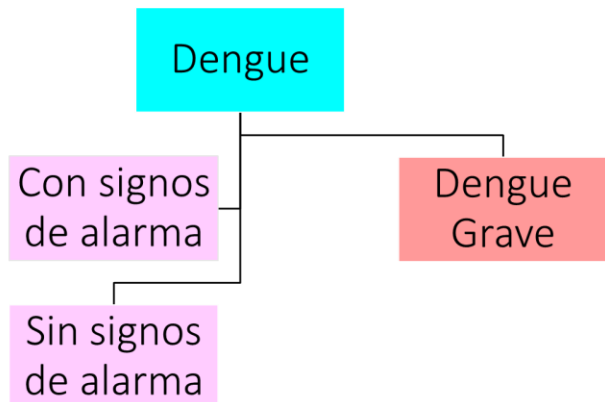 Dengue
Con signos
de alarma
Dengue
Grave
Sin signos
de alarma